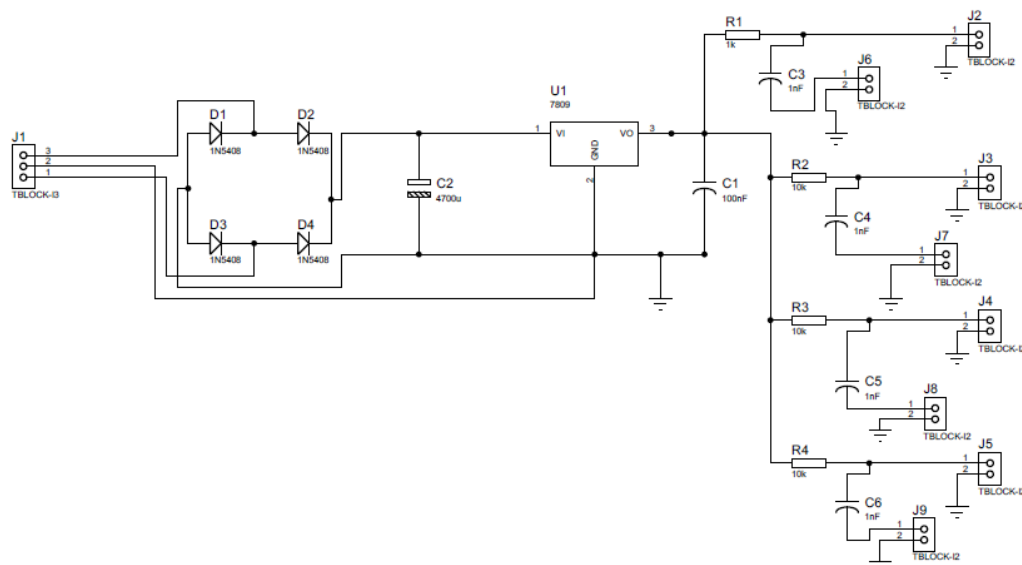 J1
3
2
1
TBLOCK-I3
D1
1N5408
D2
1N5408
D3
1N5408
D4
1N5408
C2
4700u
U1
7809
1
VI
VO
3
GND
2
C1
100nF
R1
1k
C3
1nF
J6
1
2
TBLOCK-I2
J2
1
2
TBLOCK-I2
R2
10k
C4
1nF
J3
1
2
TBLOCK-I
J7
1
2
TBLOCK-I2
R3
10k
C5
1nF
J4
1
2
TBLOCK-I
J8
1
2
TBLOCK-I2
R4
10k
C6
1nF
J5
1
2
TBLOCK-I
J9
1
2
TBLOCK-I2